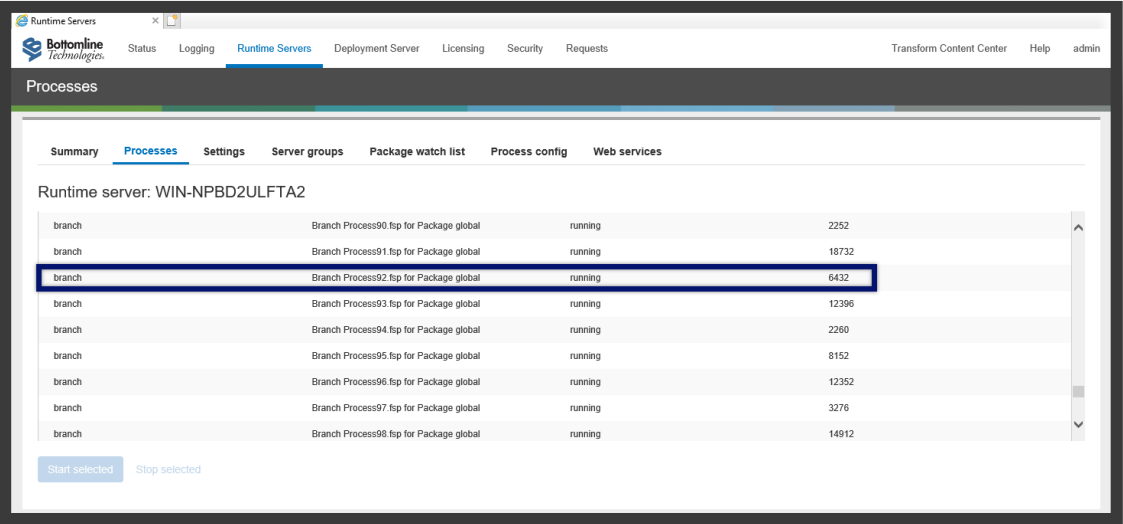 Runtime Servers
Bottomline
Technologies.
Status Logging Runtime Servers Deployment Server Licensing Security Requests Transform Content Center Help admin
Processes
Summary Processes Settings Server groups Package watch list Process config Web services
Runtime server: WIN-NPBD2ULFTA2
branch Branch Process90.fsp for Package global running 2252
branch Branch Process91.fsp for Package global running 18732
branch Branch Process92.fsp for Package global running 6432
branch Branch Process93.fsp for Package global running 12396
branch Branch Process94.fsp for Package global running 2260
branch Branch Process95.fsp for Package global running 8152
branch Branch Process96.fsp for Package global running 12352
branch Branch Process97.fsp for Package global running 3276
branch Branch Process98.fsp for Package global running 14912
Start selected Stop selected